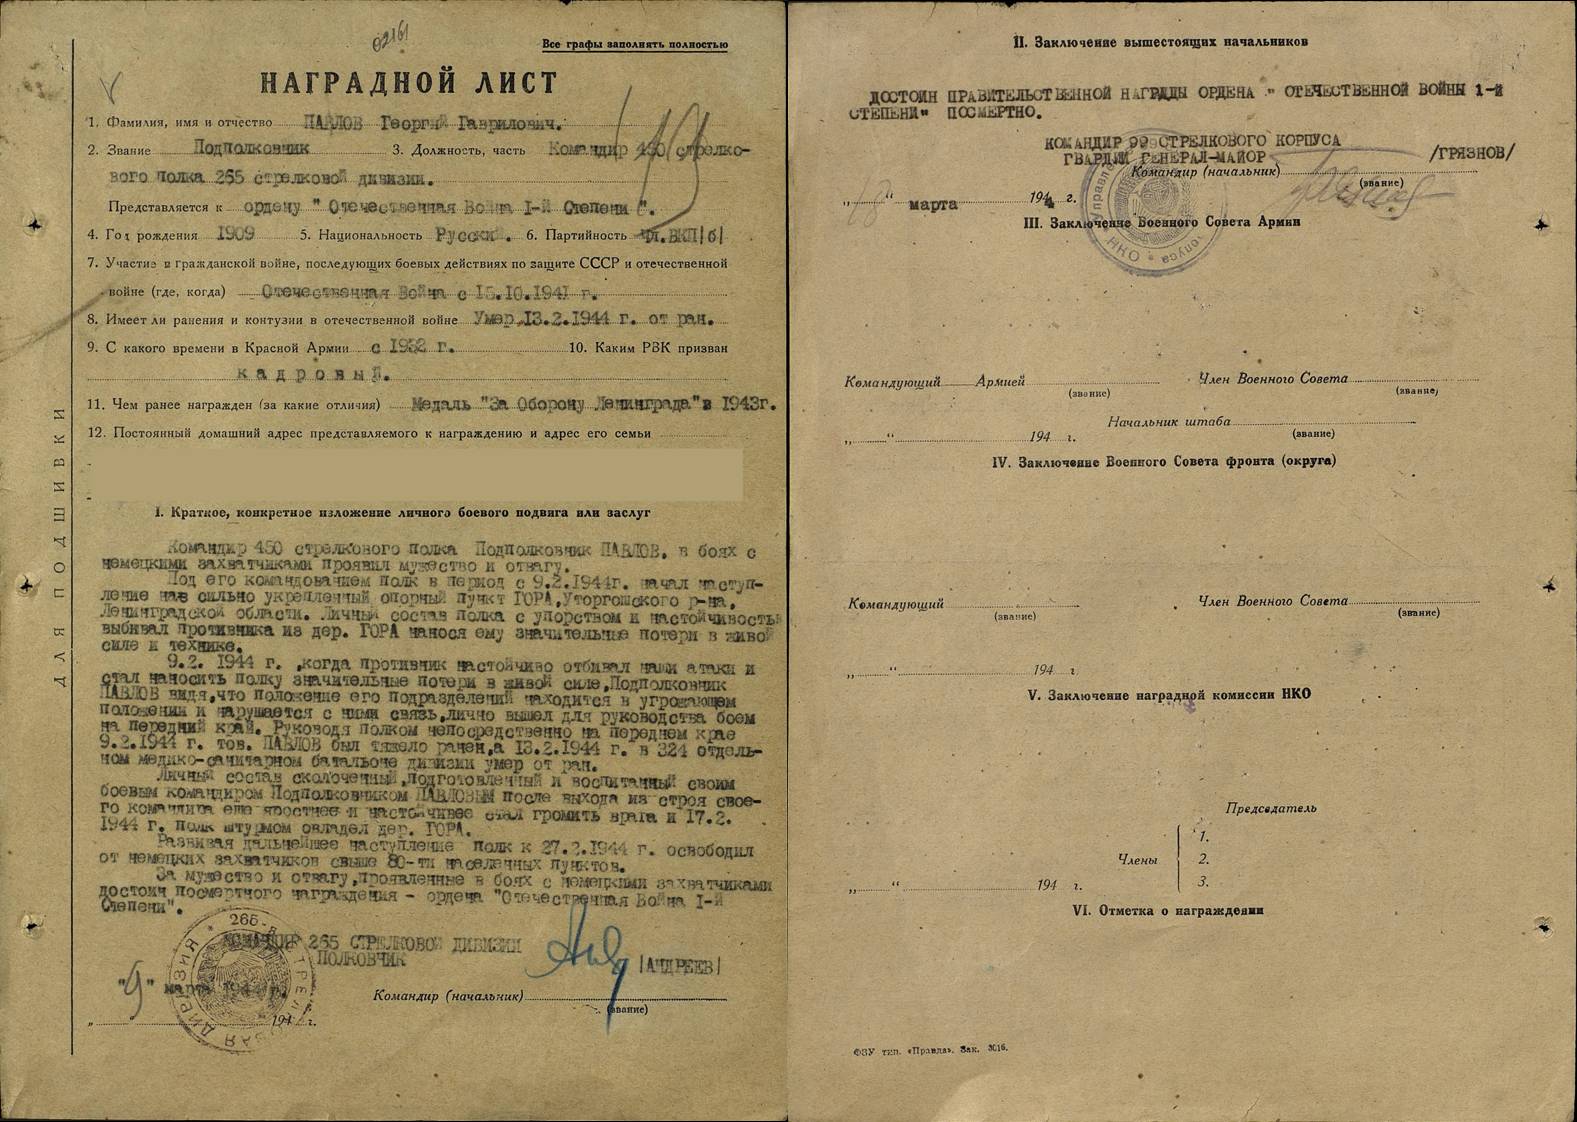 02161
Все графы заполнять полностью
НАГРАДНОЙ ЛИСТ
1. Фамилия, имя и отчество ПАВЛОВ Георгий Гаврилович.
2. Звание Подполковник 3. Должность, часть Командир 450 стрелко-
вого полка 265 стрелковой дивизии.
Представляется к ордену " Отечественная Война I-й Степени ".
4. Год рождения 1909 5. Национальность Русский. 6. Партийность Чл.ВКП|б|
7. Участие в гражданской войне, последующих боевых действиях по защите СССР и отечественной
войне (где, когда) Отечественная Война с 15.10.1941 г.
8. Имеет ли ранения и контузии в отечественной войне Умер 13.2.1944 г. от ран.
9. С какого времени в Красной Армии с 1932 г. 10. Каким РВК призван
кадровый.
11. Чем ранее награжден (за какие отличия) Медаль "За Оборону Ленинграда" в 1943г.
12. Постоянный домашний адрес представляемого к награждению и адрес его семьи
I. Краткое, конкретное изложение личного боевого подвига или заслуг
Командир 450 стрелкового полка Подполковник ПАВЛОВ, в боях с
немецкими захватчиками проявил мужество и отвагу.
Под его командованием полк в период с 9.2.1944г. начал наступ-
ление на сильно укрепленный опорный пункт ГОРА, Уторгошского р-на,
Ленинградской области. Личный состав полка с упорством и настойчивостью
выбивал противника из дер. ГОРА нанося ему значительные потери в живой
силе и технике.
9.2. 1944 г. ,когда противник настойчиво отбивал наши атаки и
стал наносить полку значительные потери в живой силе,Подполковник
ПАВЛОВ видя,что положение его подразделений находится в угрожающем
положении и нарушается с ними связь,лично вышел для руководства боем
на передний край. Руководя полком непосредственно на переднем крае
9.2.1944 г. тов. ПАВЛОВ был тяжело ранен,а 13.2.1944 г. в 324 отдель-
ном медико-санитарном батальоне дивизии умер от ран.
Личный состав сколоченный,подготовленный и воспитанный своим
боевым командиром Подполковником ПАВЛОВЫМ после выхода из строя свое-
го командира еще яростнее и настойчивее стал громить врага и 17.2.
1944 г. полк штурмом овладел дер. ГОРА.
Развивая дальнейшее наступление полк к 27.2.1944 г. освободил
от немецких захватчиков свыше 80-ти населенных пунктов.
За мужество и отвагу,проявленные в боях с немецкими захватчиками
достоин посмертного награждения - ордена "Отечественная Война I-й
Степени".
КОМАНДИР 265 СТРЕЛКОВОЙ ДИВИЗИИ
ПОЛКОВНИК |АНДРЕЕВ|
"9" марта 1944 г.
Командир (начальник)
(звание)
„ 194 г.
265-Я СТРЕЛКОВАЯ ДИВИЗИЯ
ДЛЯ ПОДШИВКИ
II. Заключение вышестоящих начальников
ДОСТОИН ПРАВИТЕЛЬСТВЕННОЙ НАГРАДЫ ОРДЕНА " ОТЕЧЕСТВЕННОЙ ВОЙНЫ 1-Й
СТЕПЕНИ" ПОСМЕРТНО.
КОМАНДИР 99 СТРЕЛКОВОГО КОРПУСА
ГВАРДИИ ГЕНЕРАЛ-МАЙОР /ГРЯЗНОВ/
Командир (начальник)
(звание)
„18“ марта 1944 г.
III. Заключение Военного Совета Армии
Командующий Армией Член Военного Совета
(звание) (звание)
Начальник штаба
„ “ 194 г. (звание)
IV. Заключение Военного Совета фронта (округа)
Командующий Член Военного Совета
(звание) (звание)
„ “ 194 г
V. Заключение наградной комиссии НКО
Председатель
1.
Члены 2.
3.
„ “ 194 г.
VI. Отметка о награждении
ФЗУ тип. «Правда». Зак. 3016.